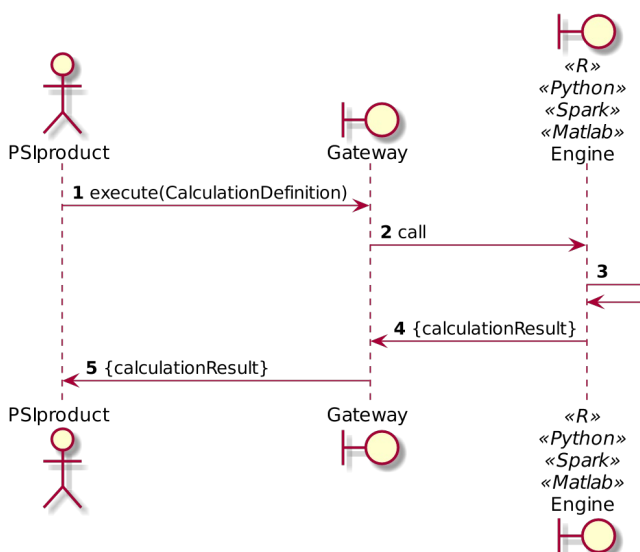 «R»
«Python»
«Spark»
«Matlab»
PSIproduct Gateway Engine
1 execute(CalculationDefinition)
2 call
3
4 {calculationResult}
5 {calculationResult}
PSIproduct Gateway «R»
«Python»
«Spark»
«Matlab»
Engine